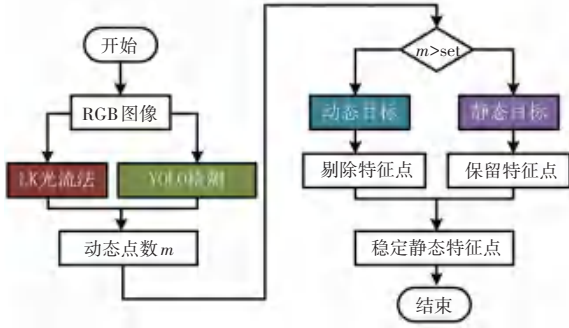 开始
RGB图像
LK光流法
YOLO检测
动态点数m
m>set
动态目标
静态目标
剔除特征点
保留特征点
稳定静态特征点
结束